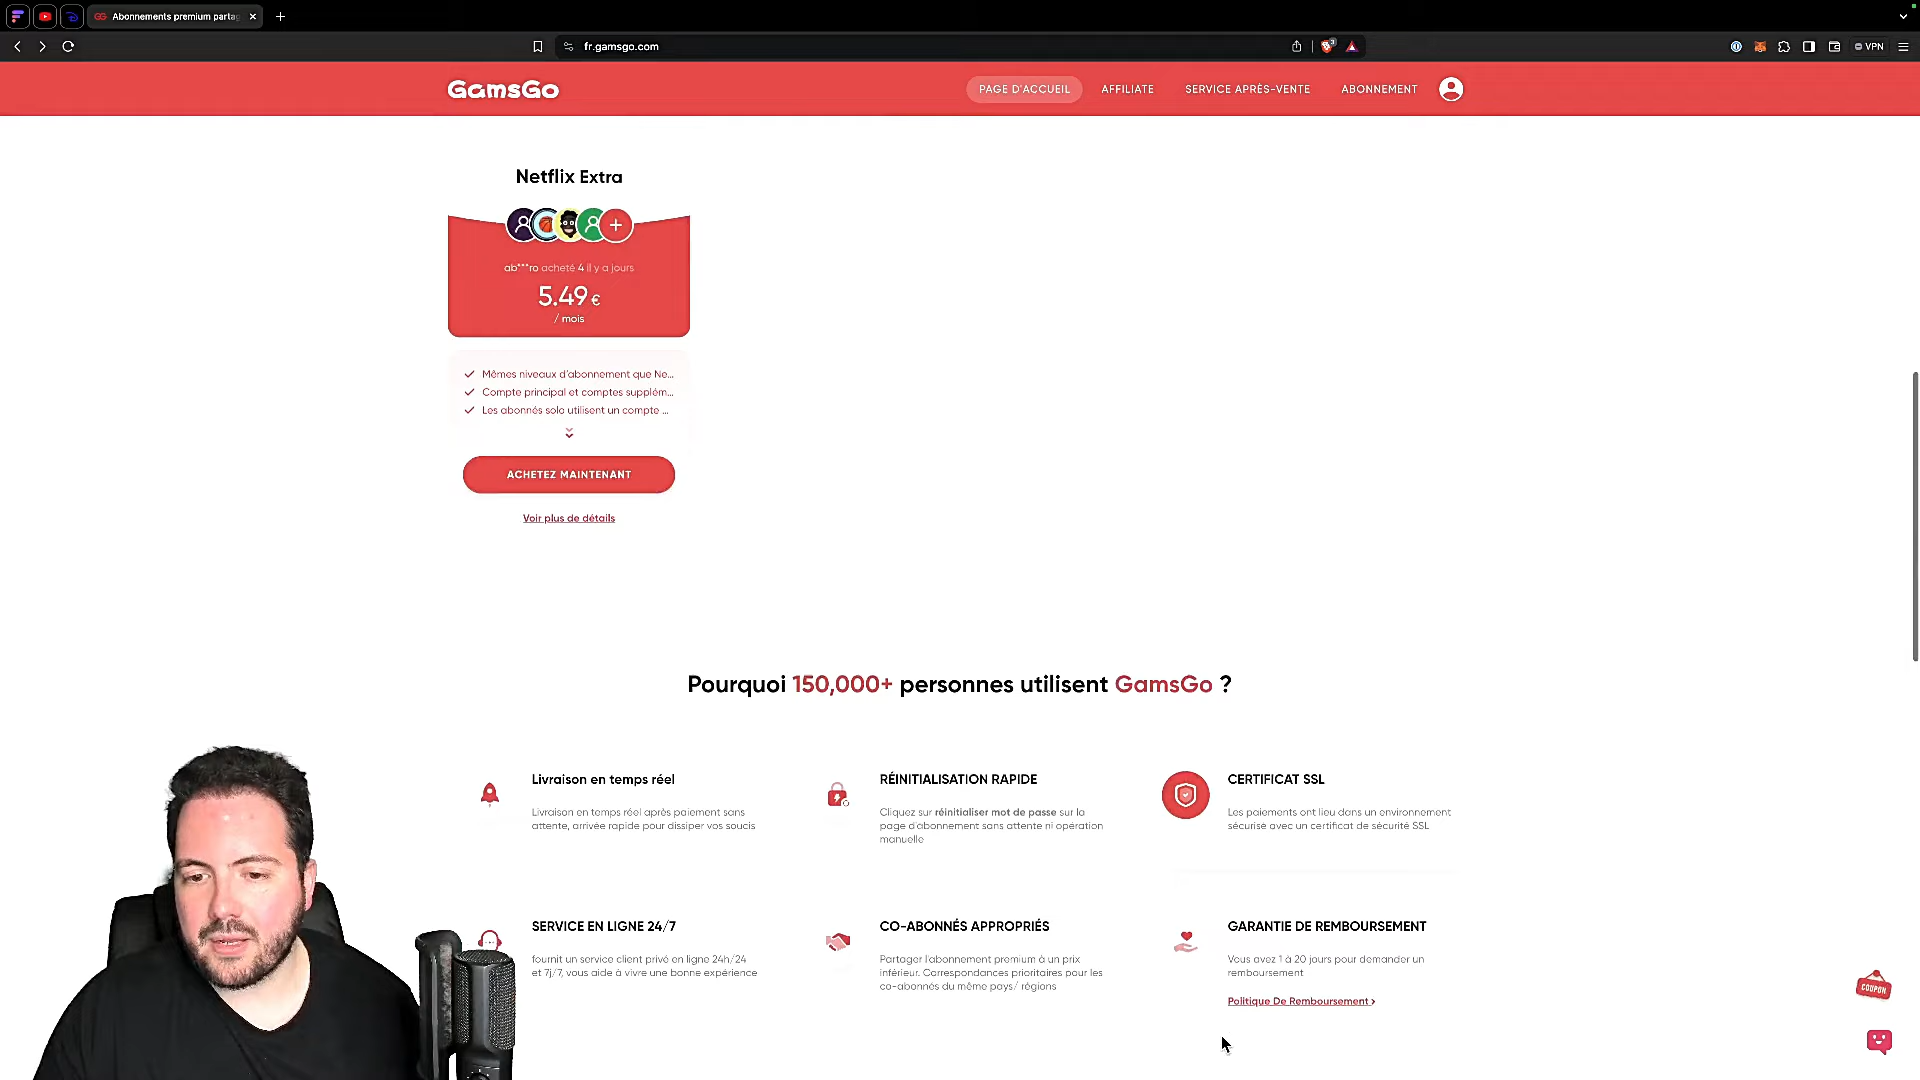 Abonnements premium partag
fr.gamsgo.com
3
VPN
GamsGo
PAGE D'ACCUEIL
AFFILIATE
SERVICE APRÈS-VENTE
ABONNEMENT
Netflix Extra
ab***ro acheté 4 Il y a jours
5.49 €
/ mois
Mêmes niveaux d'abonnement que Ne...
Compte principal et comptes supplém...
Les abonnés solo utilisent un compte ...
ACHETEZ MAINTENANT
Voir plus de détails
Pourquoi 150,000+ personnes utilisent GamsGo ?
Livraison en temps réel
Livraison en temps réel après paiement sans
attente, arrivée rapide pour dissiper vos soucis
RÉINITIALISATION RAPIDE
Cliquez sur réinitialiser mot de passe sur la
page d'abonnement sans attente ni opération
manuelle
CERTIFICAT SSL
Les paiements ont lieu dans un environnement
sécurise avec un certificat de sécurité SSL
SERVICE EN LIGNE 24/7
fournit un service client privé en ligne 24h/24
et 7j/7, vous aide à vivre une bonne expérience
CO-ABONNÉS APPROPRIÉS
Partager l'abonnement premium à un prix
inférieur. Correspondances prioritaires pour les
co-abonnés du même pays/ régions
GARANTIE DE REMBOURSEMENT
Vous avez 1 à 20 jours pour demander un
remboursement
Politique De Remboursement >
COUPON